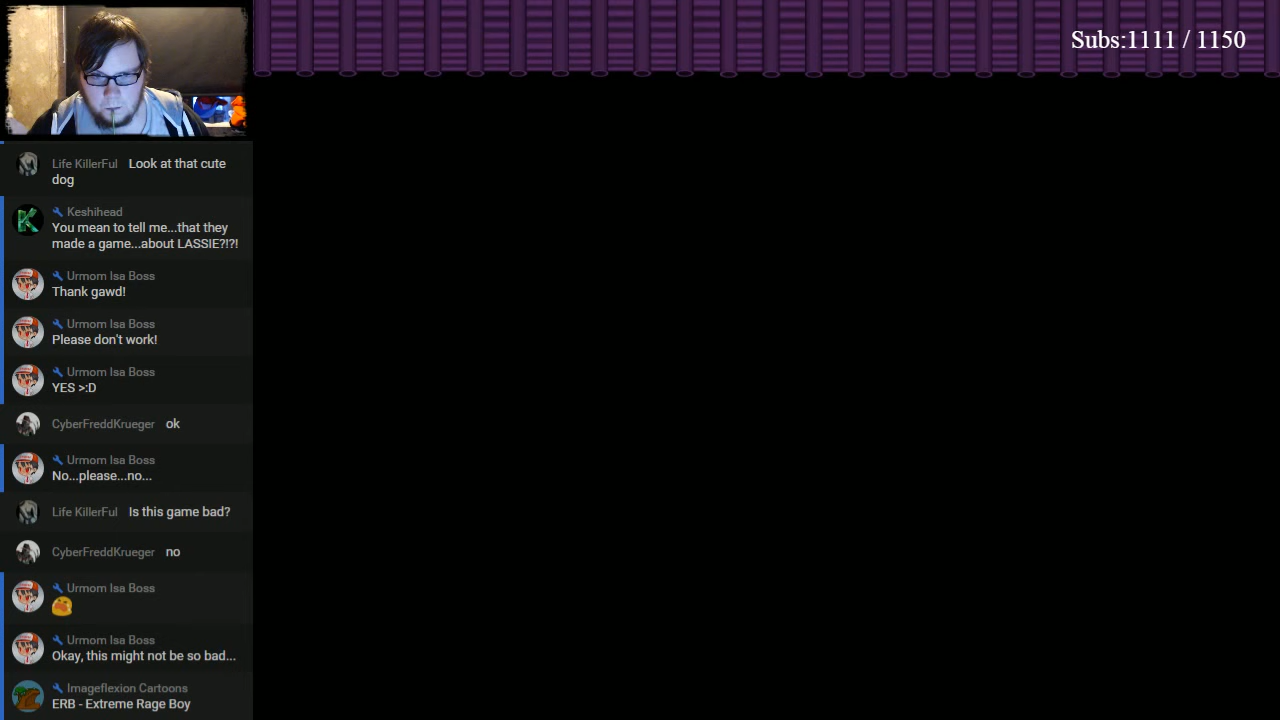 Subs:1111 / 1150
Life KillerFul Look at that cute
dog
Keshihead
You mean to tell me...that they
made a game...about LASSIE?!?!
Urmom Isa Boss
Thank gawd!
Urmom Isa Boss
Please don't work!
Urmom Isa Boss
YES >:D
CyberFreddKrueger ok
Urmom Isa Boss
No...please...no...
Life KillerFul Is this game bad?
CyberFreddKrueger no
Urmom Isa Boss
Urmom Isa Boss
Okay, this might not be so bad...
Imageflexion Cartoons
ERB - Extreme Rage Boy